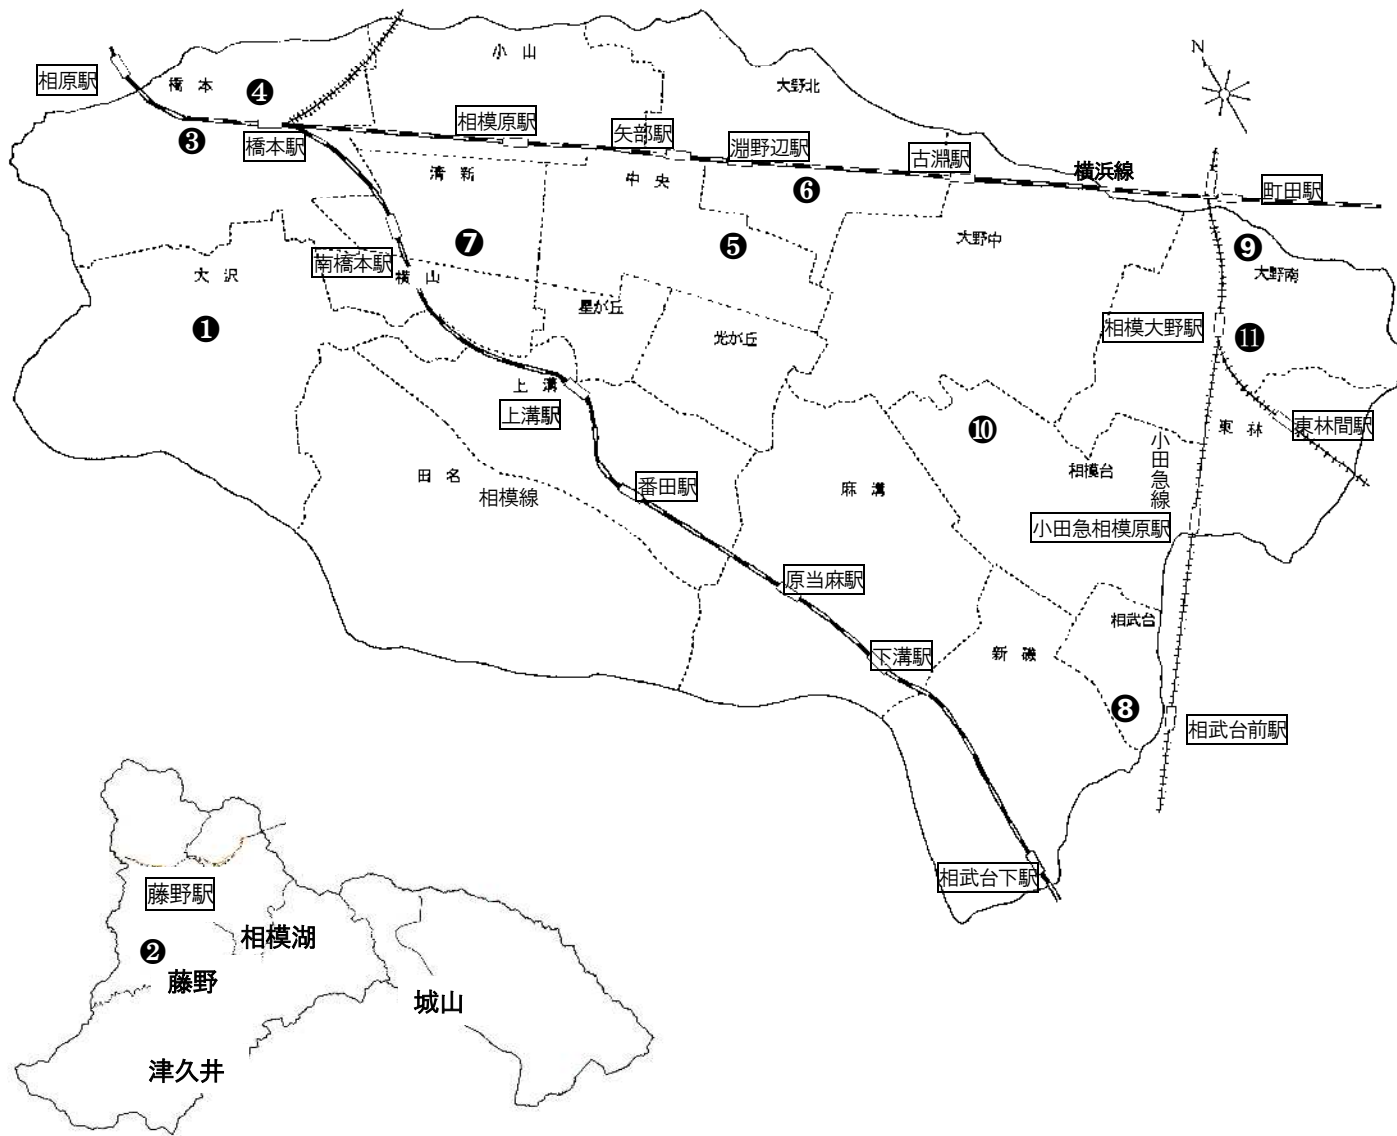 小 山
N
相原駅
橋 本
大野北
❹
相模原駅
矢部駅
❸
橋本駅
淵野辺駅
古淵駅
横浜線
清 新
中 央
❻
町田駅
❼
❺
大野中
❾
南橋本駅
横 山
大 沢
大野南
星が丘
❶
相模大野駅
光が丘
⓫
上 溝
上溝駅
❿
東 林
東林間駅
小田急線
田 名
相模線
番田駅
麻 溝
相模台
小田急相模原駅
原当麻駅
相武台
下溝駅
新 磯
❽
相武台前駅
相武台下駅
藤野駅
相模湖
❷
藤野
城山
津久井